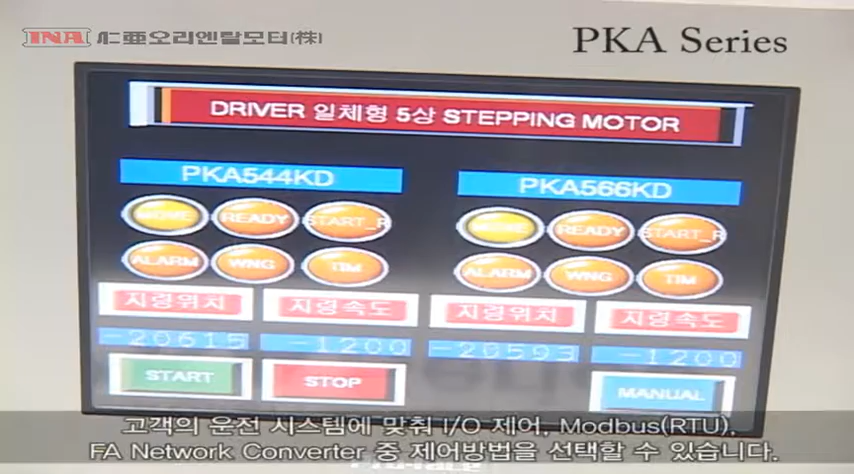 INA 仁亜오리엔탈모터(株)
PKA Series
DRIVER 일체형 5상 STEPPING MOTOR
PKA544KD
PKA566KD
MOVE READY START_R
MOVE READY START_R
ALARM WNG TIM
ALARM WNG TIM
지령위치 지령속도
지령위치 지령속도
-20615 -1200
-20593 -1200
START STOP
MANUAL
고객의 운전 시스템에 맞춰 I/O 제어, Modbus(RTU),
FA Network Converter 중 제어방법을 선택할 수 있습니다.